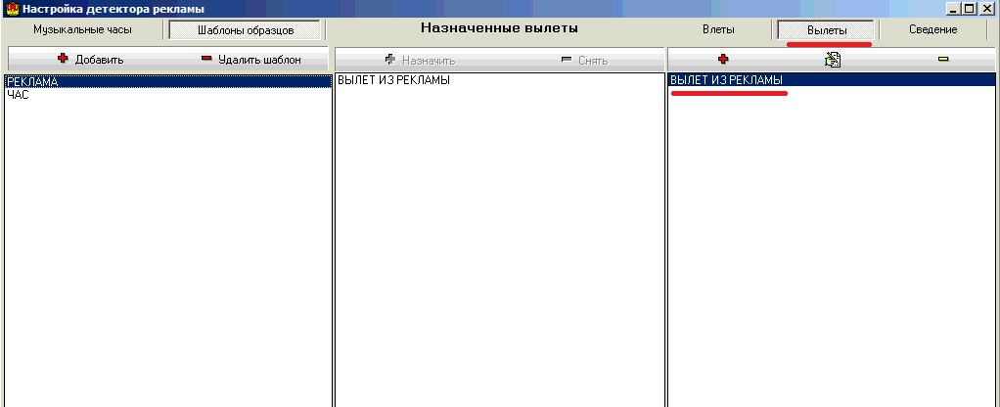 Настройка детектора рекламы
Музыкальные часы Шаблоны образцов Назначенные вылеты Влеты Вылеты Сведение
Добавить Удалить шаблон Назначить Снять
РЕКЛАМА ВЫЛЕТ ИЗ РЕКЛАМЫ ВЫЛЕТ ИЗ РЕКЛАМЫ
ЧАС